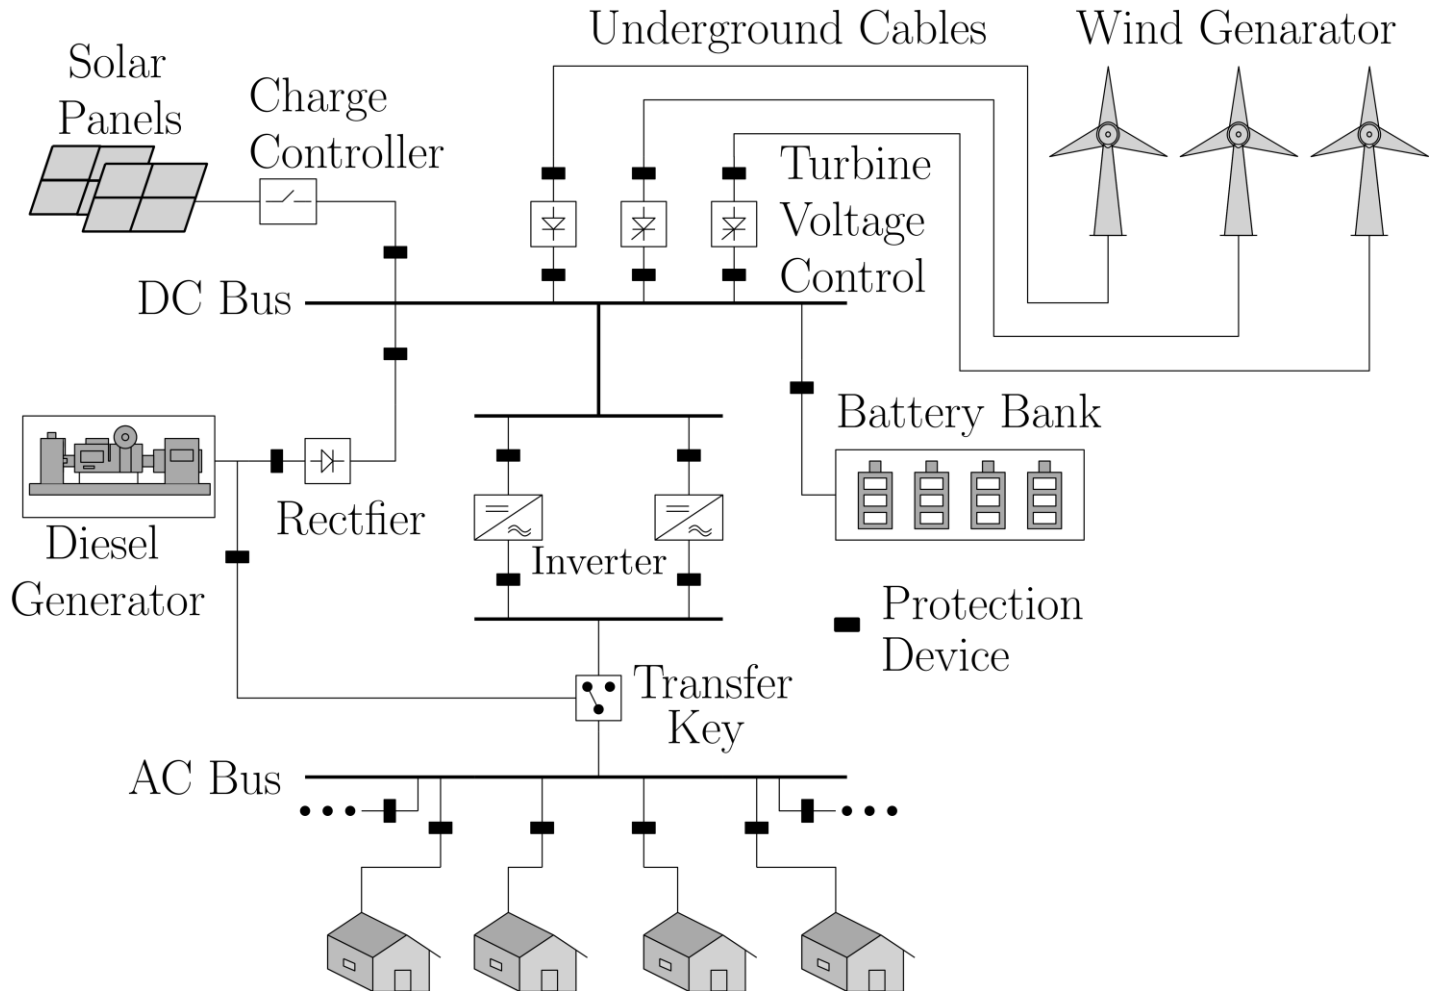 Underground Cables
Wind Genarator
Solar
Panels
Charge
Controller
Turbine
Voltage
Control
DC Bus
Battery Bank
Rectfier
Diesel
Generator
Inverter
Protection
Device
Transfer
Key
AC Bus